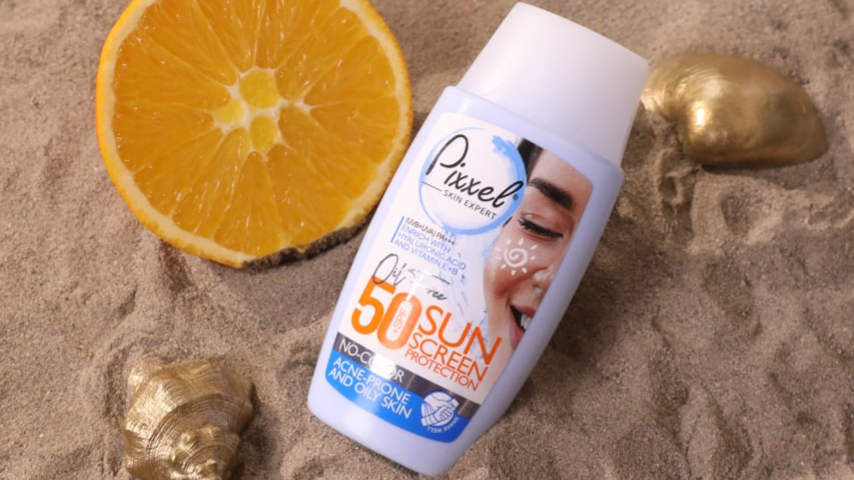 Pixxel
SKIN EXPERT
ENRICH WITH
HYALURONIC ACID
AND VITAMIN E+B
Oil Free
50
SUN
SCREEN
PROTECTION
NO-COLOR
ACNE-PRONE
AND OILY SKIN